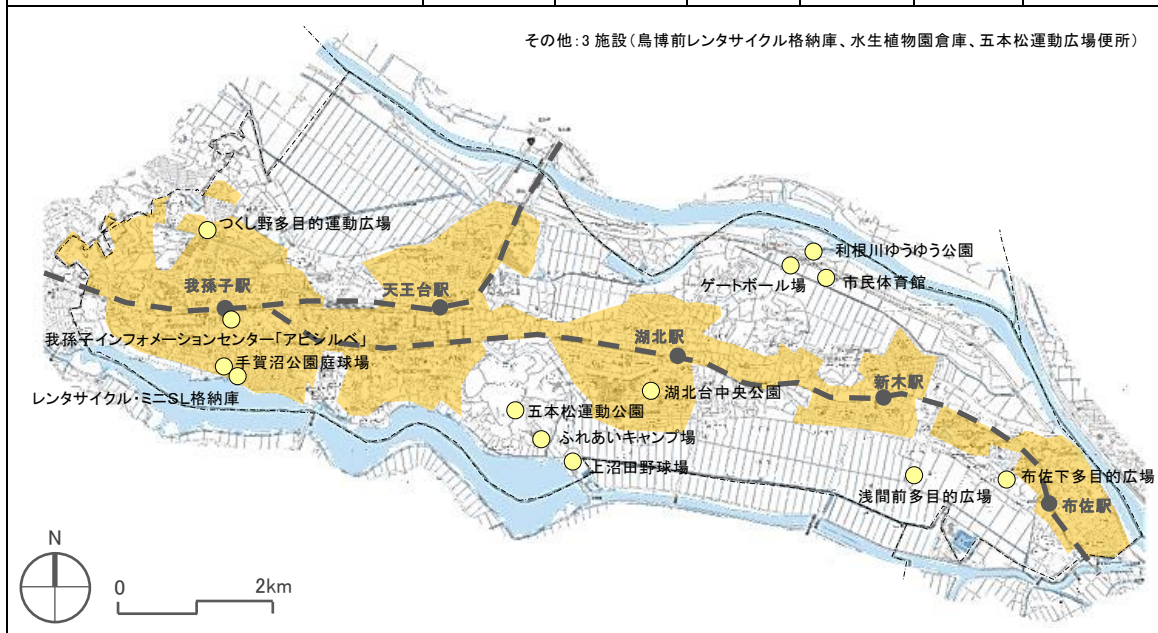 その他:3 施設(鳥博前レンタサイクル格納庫、水生植物園倉庫、五本松運動広場便所)
つくし野多目的運動広場
利根川ゆうゆう公園
ゲートボール場
市民体育館
我孫子駅
天王台駅
我孫子インフォメーションセンター「アビシルベ」
湖北駅
手賀沼公園庭球場
新木駅
レンタサイクル・ミニSL格納庫
湖北台中央公園
五本松運動公園
ふれあいキャンプ場
上沼田野球場
浅間前多目的広場
布佐下多目的広場
布佐駅
N
0
2km